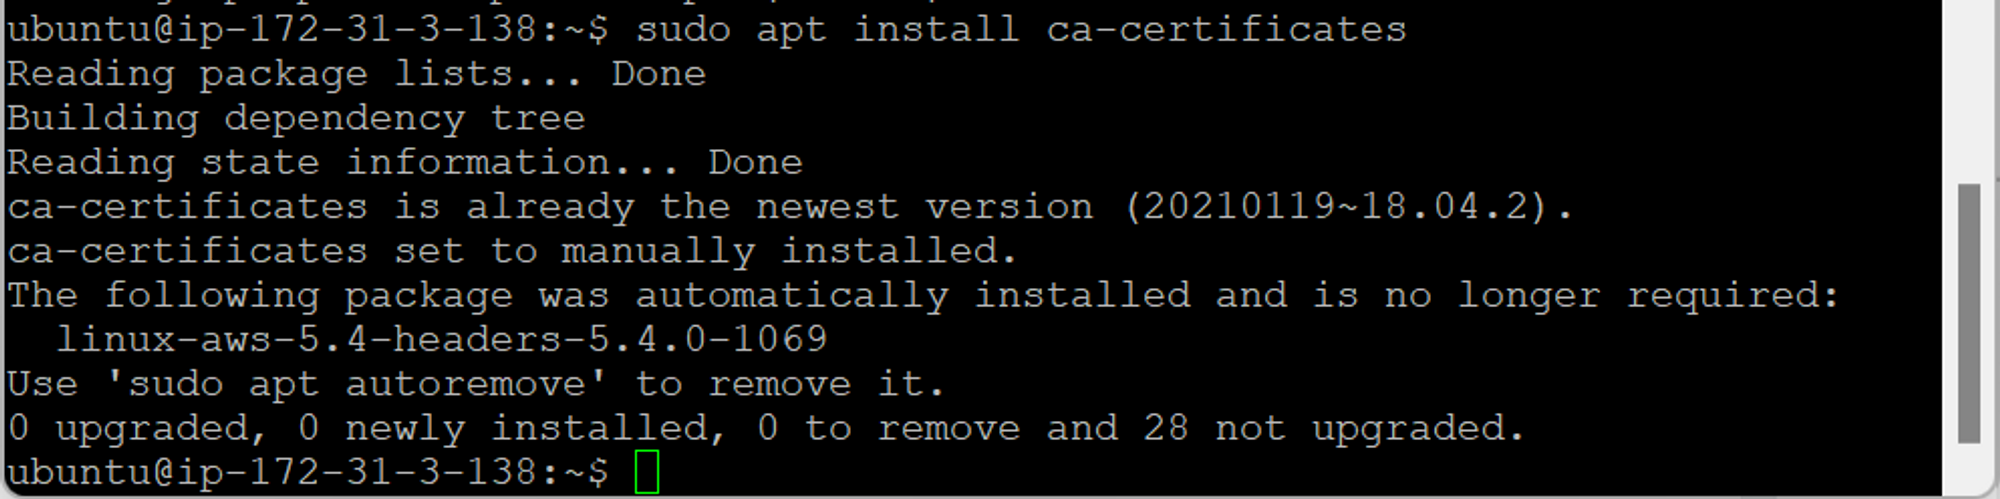 ubuntu@ip-172-31-3-138:~$ sudo apt install ca-certificates
Reading package lists... Done
Building dependency tree
Reading state information... Done
ca-certificates is already the newest version (20210119~18.04.2).
ca-certificates set to manually installed.
The following package was automatically installed and is no longer required:
  linux-aws-5.4-headers-5.4.0-1069
Use 'sudo apt autoremove' to remove it.
0 upgraded, 0 newly installed, 0 to remove and 28 not upgraded.
ubuntu@ip-172-31-3-138:~$